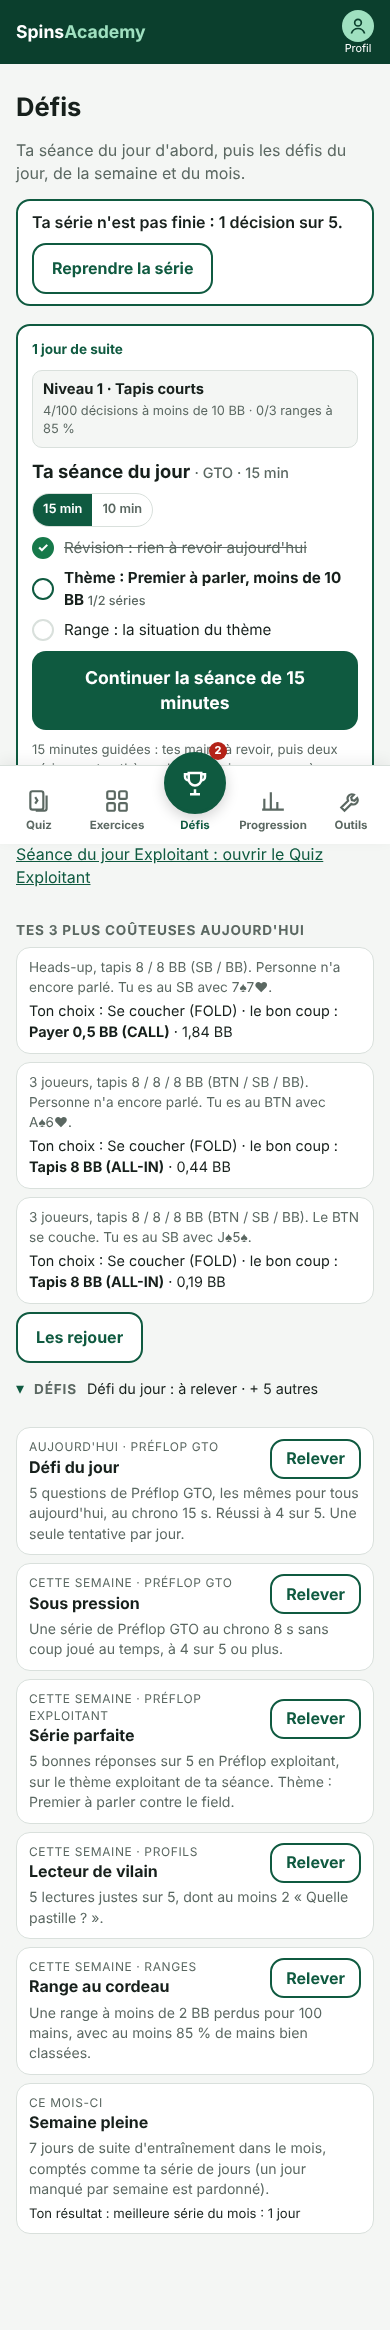 SpinsAcademy
Profil
Défis
Ta séance du jour d'abord, puis les défis du
jour, de la semaine et du mois.
Ta série n'est pas finie : 1 décision sur 5.
Reprendre la série
1 jour de suite
Niveau 1 · Tapis courts
4/100 décisions à moins de 10 BB · 0/3 ranges à
85 %
Ta séance du jour · GTO · 15 min
15 min 10 min
Révision : rien à revoir aujourd'hui
Thème : Premier à parler, moins de 10
BB 1/2 séries
Range : la situation du thème
Continuer la séance de 15
minutes
15 minutes guidées : tes mains à revoir, puis deux
2
Quiz
Exercices
Défis
Progression
Outils
Séance du jour Exploitant : ouvrir le Quiz
Exploitant
TES 3 PLUS COÛTEUSES AUJOURD'HUI
Heads-up, tapis 8 / 8 BB (SB / BB). Personne n'a
encore parlé. Tu es au SB avec 7♠7♥.
Ton choix : Se coucher (FOLD) · le bon coup :
Payer 0,5 BB (CALL) · 1,84 BB
3 joueurs, tapis 8 / 8 / 8 BB (BTN / SB / BB).
Personne n'a encore parlé. Tu es au BTN avec
A♠6♥.
Ton choix : Se coucher (FOLD) · le bon coup :
Tapis 8 BB (ALL-IN) · 0,44 BB
3 joueurs, tapis 8 / 8 / 8 BB (BTN / SB / BB). Le BTN
se couche. Tu es au SB avec J♠5♠.
Ton choix : Se coucher (FOLD) · le bon coup :
Tapis 8 BB (ALL-IN) · 0,19 BB
Les rejouer
▼ DÉFIS Défi du jour : à relever · + 5 autres
AUJOURD'HUI · PRÉFLOP GTO
Défi du jour
Relever
5 questions de Préflop GTO, les mêmes pour tous
aujourd'hui, au chrono 15 s. Réussi à 4 sur 5. Une
seule tentative par jour.
CETTE SEMAINE · PRÉFLOP GTO
Sous pression
Relever
Une série de Préflop GTO au chrono 8 s sans
coup joué au temps, à 4 sur 5 ou plus.
CETTE SEMAINE · PRÉFLOP
EXPLOITANT
Série parfaite
Relever
5 bonnes réponses sur 5 en Préflop exploitant,
sur le thème exploitant de ta séance. Thème :
Premier à parler contre le field.
CETTE SEMAINE · PROFILS
Lecteur de vilain
Relever
5 lectures justes sur 5, dont au moins 2 « Quelle
pastille ? ».
CETTE SEMAINE · RANGES
Range au cordeau
Relever
Une range à moins de 2 BB perdus pour 100
mains, avec au moins 85 % de mains bien
classées.
CE MOIS-CI
Semaine pleine
7 jours de suite d'entraînement dans le mois,
comptés comme ta série de jours (un jour
manqué par semaine est pardonné).
Ton résultat : meilleure série du mois : 1 jour